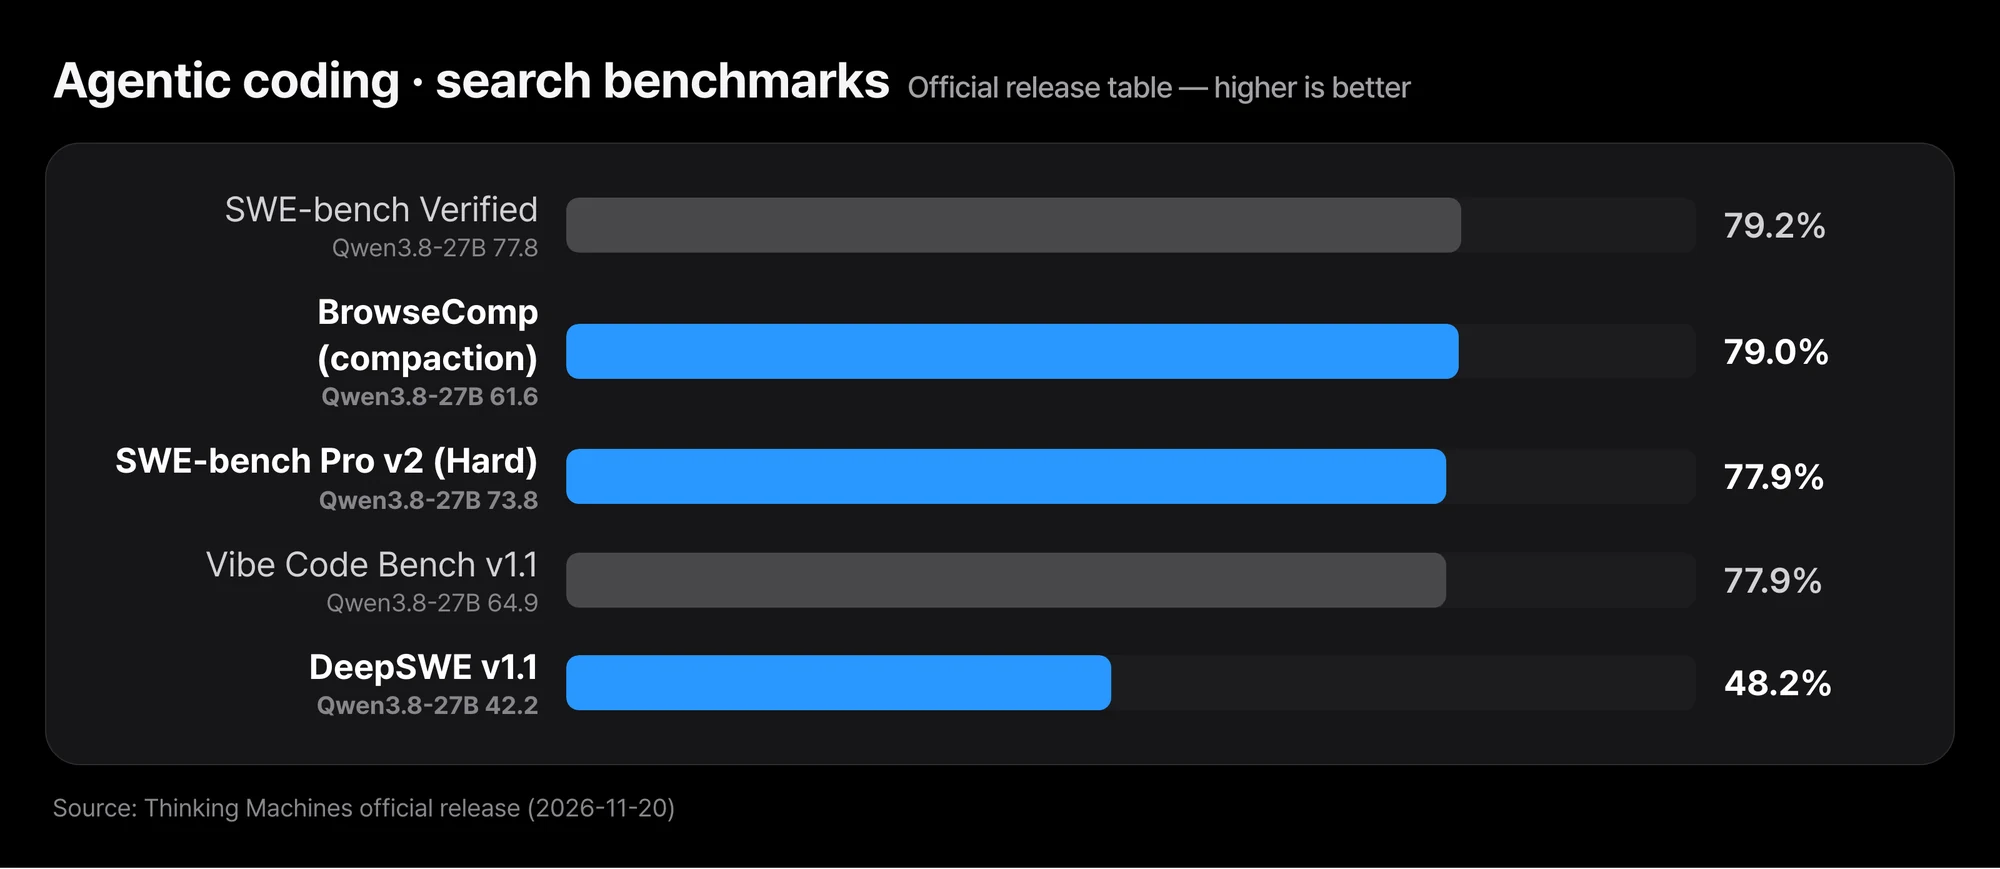 Agentic coding · search benchmarks Official release table — higher is better
SWE-bench Verified
Qwen3.8-27B 77.8
79.2%
BrowseComp
(compaction)
Qwen3.8-27B 61.6
79.0%
SWE-bench Pro v2 (Hard)
Qwen3.8-27B 73.8
77.9%
Vibe Code Bench v1.1
Qwen3.8-27B 64.9
77.9%
DeepSWE v1.1
Qwen3.8-27B 42.2
48.2%
Source: Thinking Machines official release (2026-11-20)